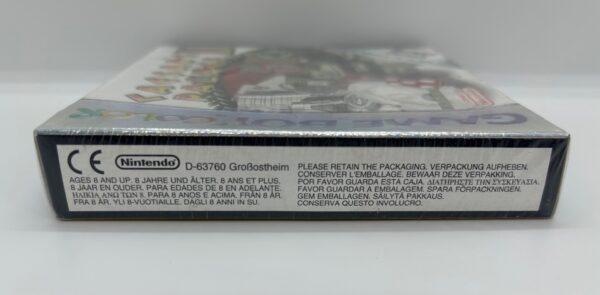 GAME BOY COLOR
CE Nintendo D-63760 Großostheim
AGES 8 AND UP. 8 JAHRE UND ÄLTER. 8 ANS ET PLUS.
8 JAAR EN OUDER. PARA EDADES DE 8 EN ADELANTE.
ΗΛΙΚΙΑ ΑΝΩ ΤΩΝ 8. PARA 8 ANOS E ACIMA. FRÅN 8 ÅR.
FRA 8 ÅR. YLI 8-VUOTIAILLE. DAGLI 8 ANNI IN SU.
PLEASE RETAIN THE PACKAGING. VERPACKUNG AUFHEBEN.
CONSERVER L'EMBALLAGE. BEWAAR DEZE VERPAKKING.
POR FAVOR GUARDA ESTA CAJA. ΔΙΑΤΗΡΗΣΤΕ ΤΗΝ ΣΥΣΚΕΥΑΣΙΑ.
FAVOR GUARDAR A EMBALAGEM. SPARA FÖRPACKNINGEN.
GEM EMBALLAGEN. SÄILYTÄ PAKKAUS.
CONSERVA QUESTO INVOLUCRO.